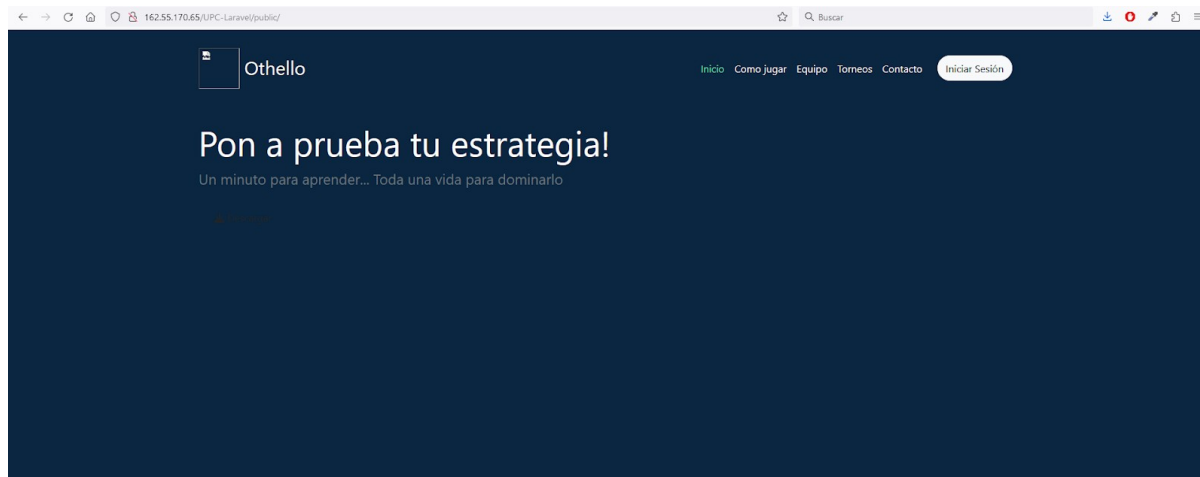 162.55.170.65/UPC-Laravel/public/
Buscar
Othello
Inicio Como jugar Equipo Torneos Contacto Iniciar Sesión
Pon a prueba tu estrategia!
Un minuto para aprender... Toda una vida para dominarlo